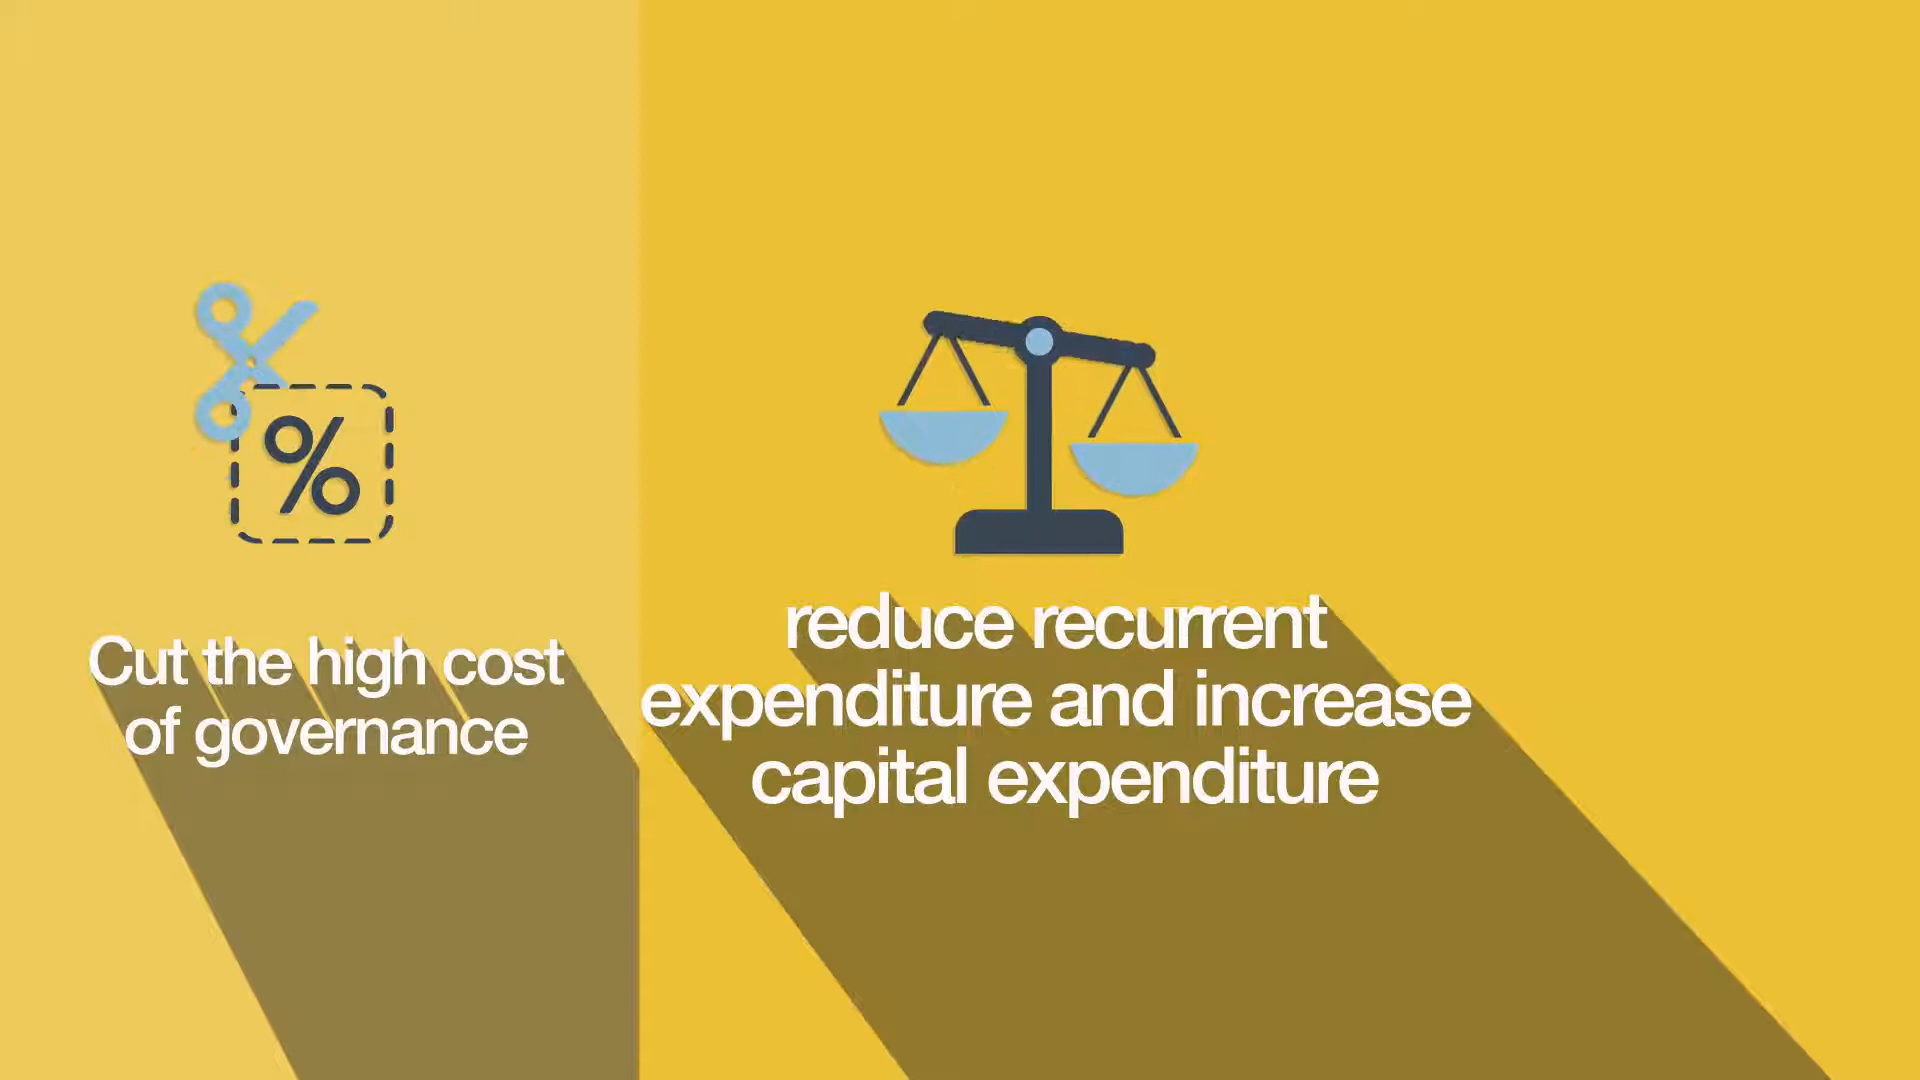 %
Cut the high cost
of governance
reduce recurrent
expenditure and increase
capital expenditure